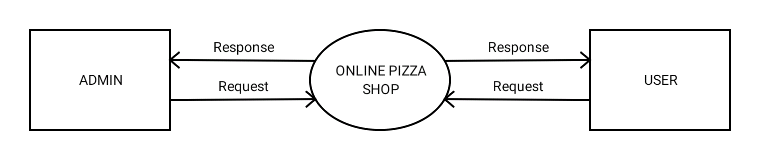 Response
Response
ADMIN
ONLINE PIZZA
SHOP
USER
Request
Request